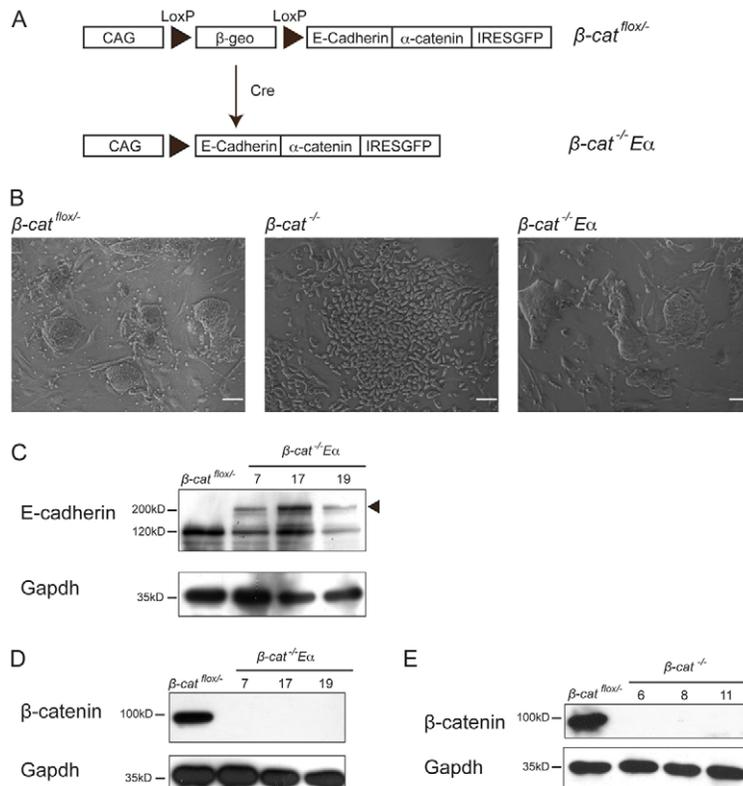 A
LoxP LoxP
CAG β-geo E-Cadherin α-catenin IRESGFP β-cat flox/-
Cre
CAG E-Cadherin α-catenin IRESGFP β-cat -/- Eα
B
β-cat flox/- β-cat -/- β-cat -/- Eα
C
β-cat -/- Eα
β-cat flox/- 7 17 19
E-cadherin 200kD
120kD
Gapdh 35kD
D
β-cat -/- Eα
β-cat flox/- 7 17 19
β-catenin 100kD
Gapdh 35kD
E
β-cat -/-
β-cat flox/- 6 8 11
β-catenin 100kD
Gapdh 35kD